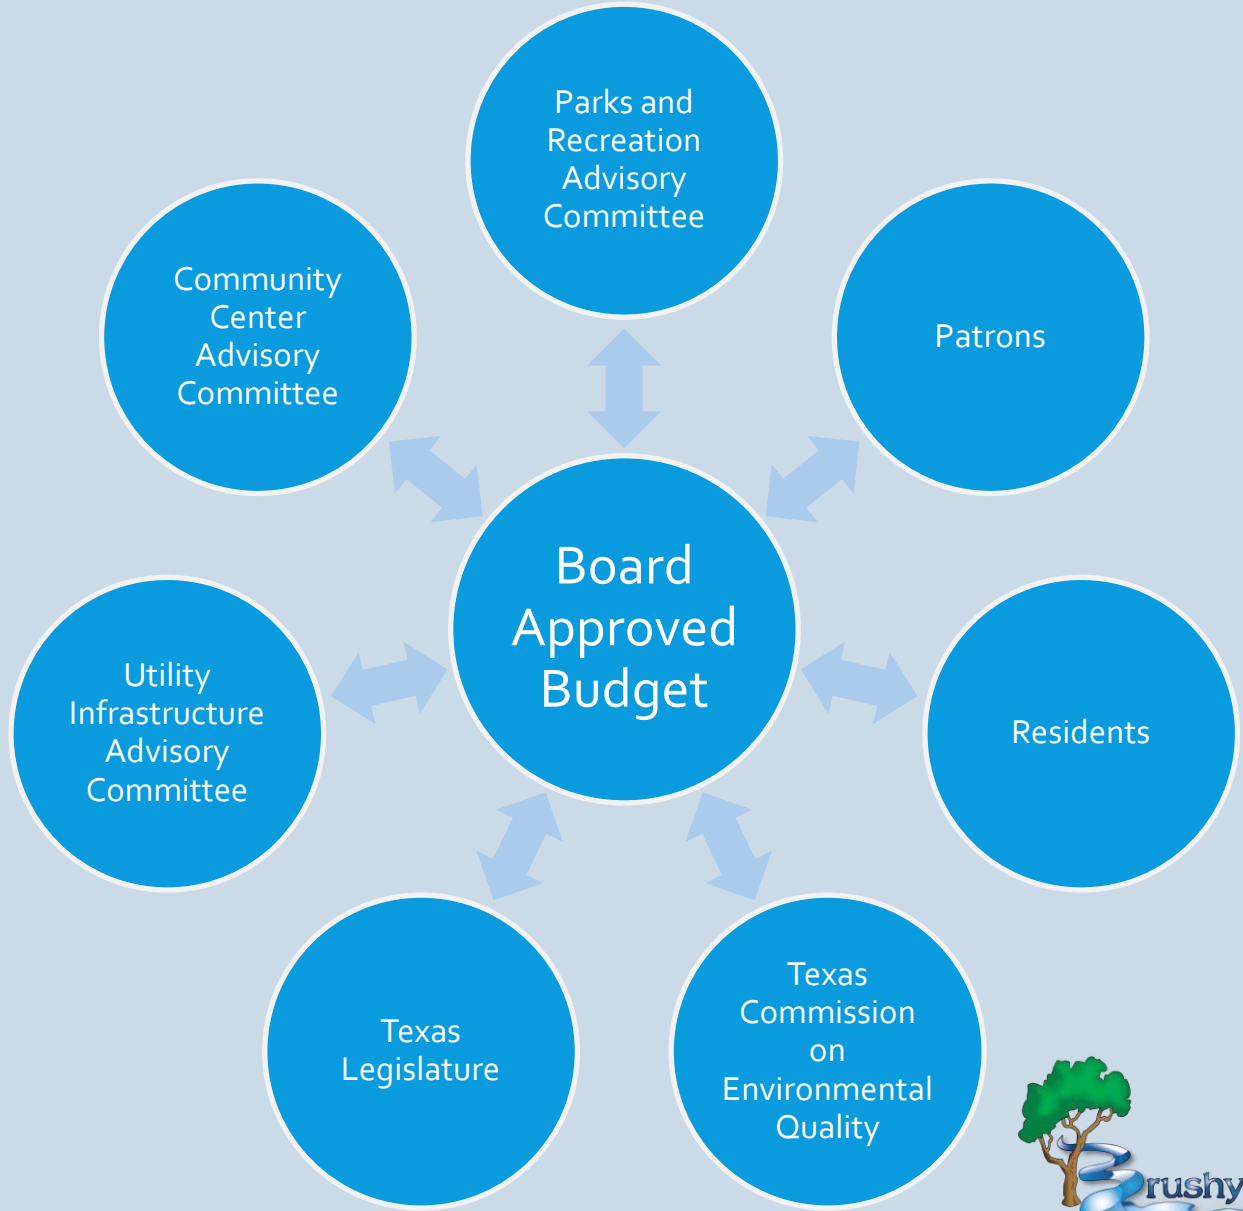 Parks and
Recreation
Advisory
Committee
Patrons
Residents
Texas
Commission
on
Environmental
Quality
Texas
Legislature
Utility
Infrastructure
Advisory
Committee
Community
Center
Advisory
Committee
Board
Approved
Budget
Brushy